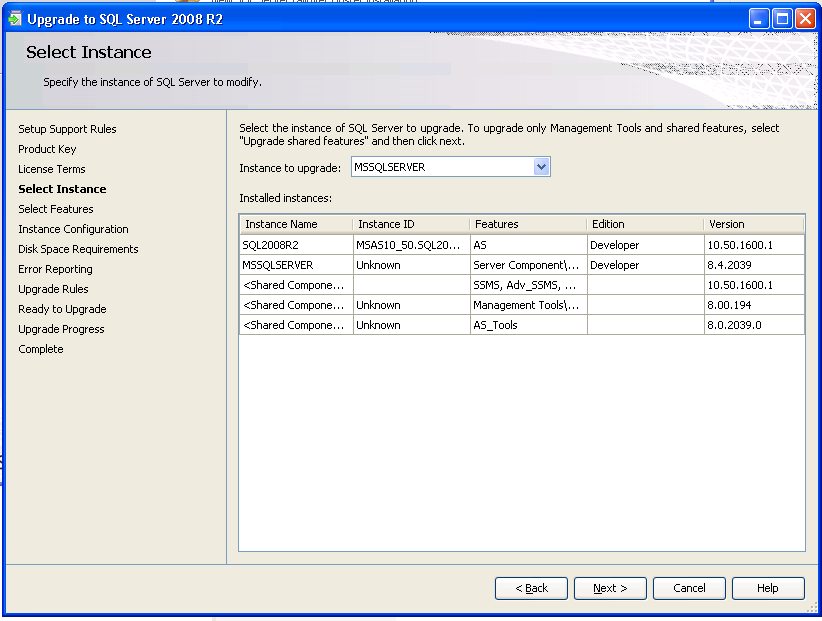 Upgrade to SQL Server 2008 R2
Select Instance
Specify the instance of SQL Server to modify.
Setup Support Rules
Product Key
License Terms
Select Instance
Select Features
Instance Configuration
Disk Space Requirements
Error Reporting
Upgrade Rules
Ready to Upgrade
Upgrade Progress
Complete
Select the instance of SQL Server to upgrade. To upgrade only Management Tools and shared features, select
"Upgrade shared features" and then click next.
Instance to upgrade: MSSQLSERVER
Installed instances:
Instance Name Instance ID Features Edition Version
SQL2008R2 MSAS10_50.SQL20... AS Developer 10.50.1600.1
MSSQLSERVER Unknown Server Component\... Developer 8.4.2039
<Shared Compone... SSMS, Adv_SSMS, ... 10.50.1600.1
<Shared Compone... Unknown Management Tools\... 8.00.194
<Shared Compone... Unknown AS_Tools 8.0.2039.0
< Back Next > Cancel Help